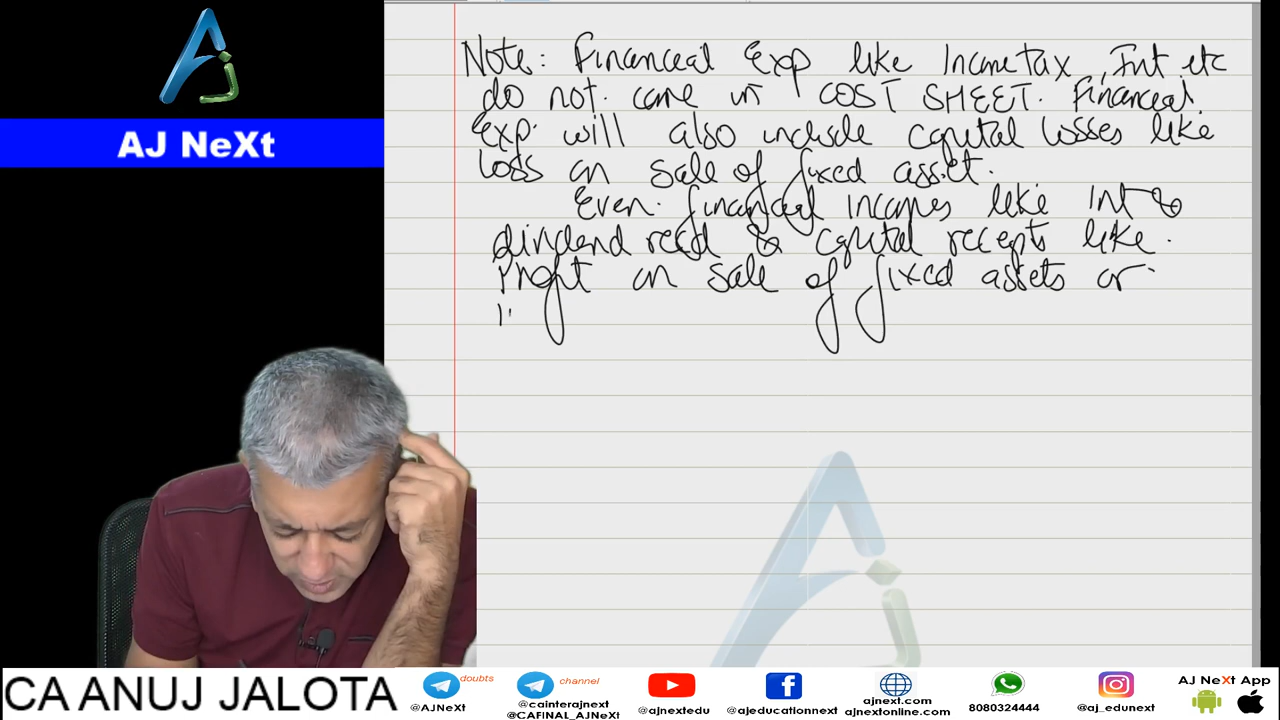 Note: Financial Exp like Income tax, Int etc
do not. come in COST SHEET. Financial
Exp. will also include capital losses like
loss on sale of fixed asset.
Even. financial incomes like Int &
dividend recd & capital receipts like.
Profit on sale of fixed assets or
AJ NeXt
CA ANUJ JALOTA
doubts
@AJNeXt
channel
@cainterajnext
@CAFINAL_AJNeXt
@ajnextedu
@ajeducationnext
ajnext.com
ajnextonline.com
8080324444
@aj_edunext
AJ NeXt App